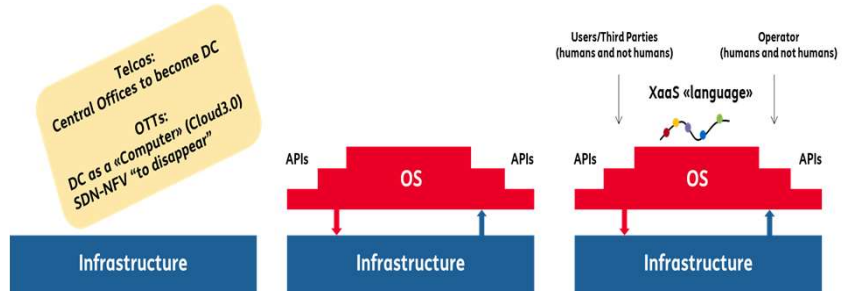 Telcos:
Central Offices to become DC
OTTs:
DC as a «Computer» (Cloud3.0)
SDN-NFV “to disappear”
Infrastructure
APIs
APIs
OS
Infrastructure
Users/Third Parties
(humans and not humans)
Operator
(humans and not humans)
XaaS «language»
APIs
APIs
OS
Infrastructure